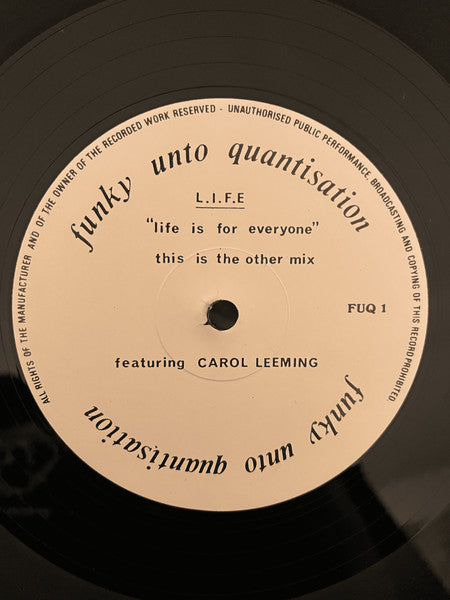 ALL RIGHTS OF THE MANUFACTURER AND OF THE OWNER OF THE RECORDED WORK RESERVED - UNAUTHORISED PUBLIC PERFORMANCE, BROADCASTING AND COPYING OF THIS RECORD PROHIBITED
funky unto quantisation
L.I.F.E
"life is for everyone"
this is the other mix
FUQ 1
featuring CAROL LEEMING
funky unto quantisation